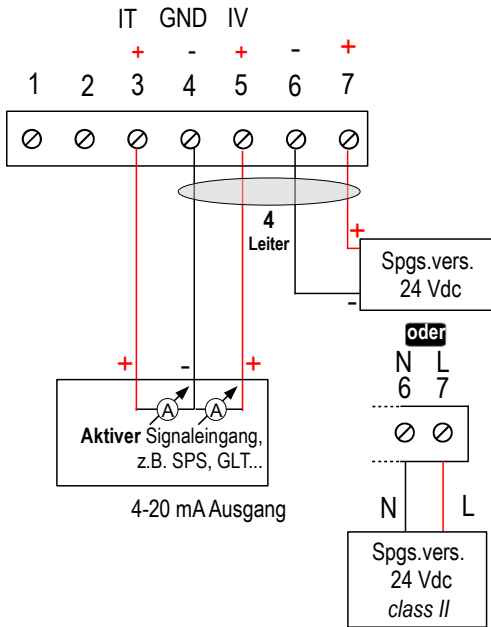 IT GND IV
+ - + - +
1 2 3 4 5 6 7
4
Leiter
+
Spgs.vers.
24 Vdc
-
oder
N L
6 7
+ - +
A A
Aktiver Signaleingang,
z.B. SPS, GLT...
4-20 mA Ausgang
N L
Spgs.vers.
24 Vdc
class II